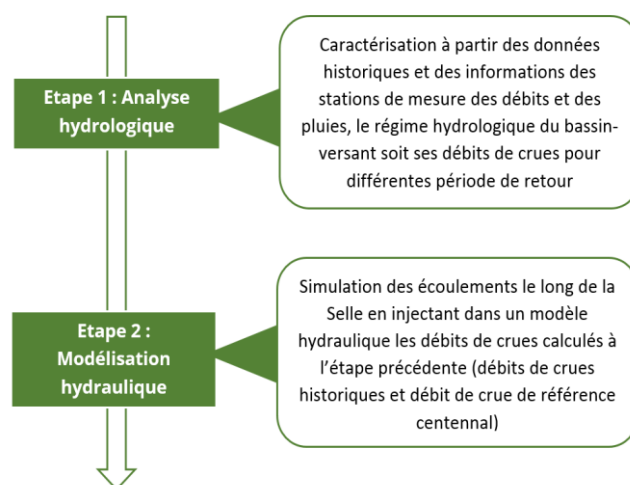 Etape 1 : Analyse
hydrologique
Caractérisation à partir des données
historiques et des informations des
stations de mesure des débits et des
pluies, le régime hydrologique du bassin-
versant soit ses débits de crues pour
différentes période de retour
Etape 2 :
Modélisation
hydraulique
Simulation des écoulements le long de la
Selle en injectant dans un modèle
hydraulique les débits de crues calculés à
l’étape précédente (débits de crues
historiques et débit de crue de référence
centennal)